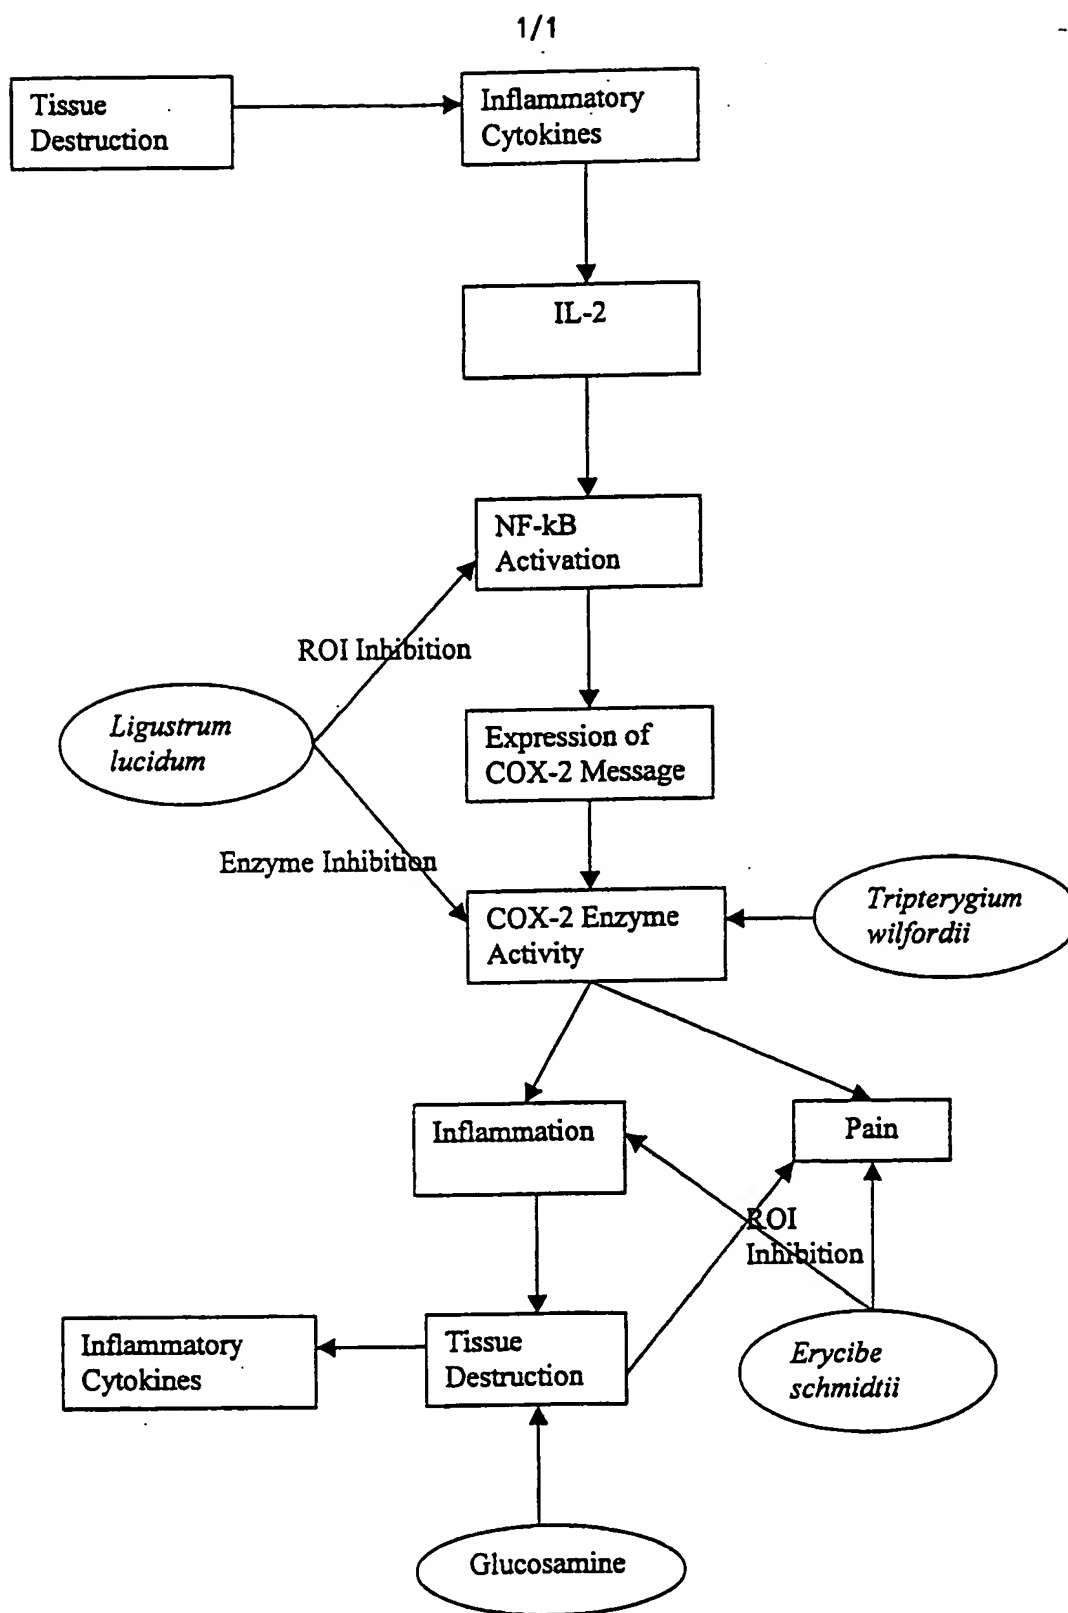 1/1
Tissue
Destruction
Inflammatory
Cytokines
IL-2
NF-kB
Activation
ROI Inhibition
Ligustrum
lucidum
Expression of
COX-2 Message
Enzyme Inhibition
COX-2 Enzyme
Activity
Tripterygium
wilfordii
Inflammation
Pain
ROI
Inhibition
Inflammatory
Cytokines
Tissue
Destruction
Erycibe
schmidtii
Glucosamine